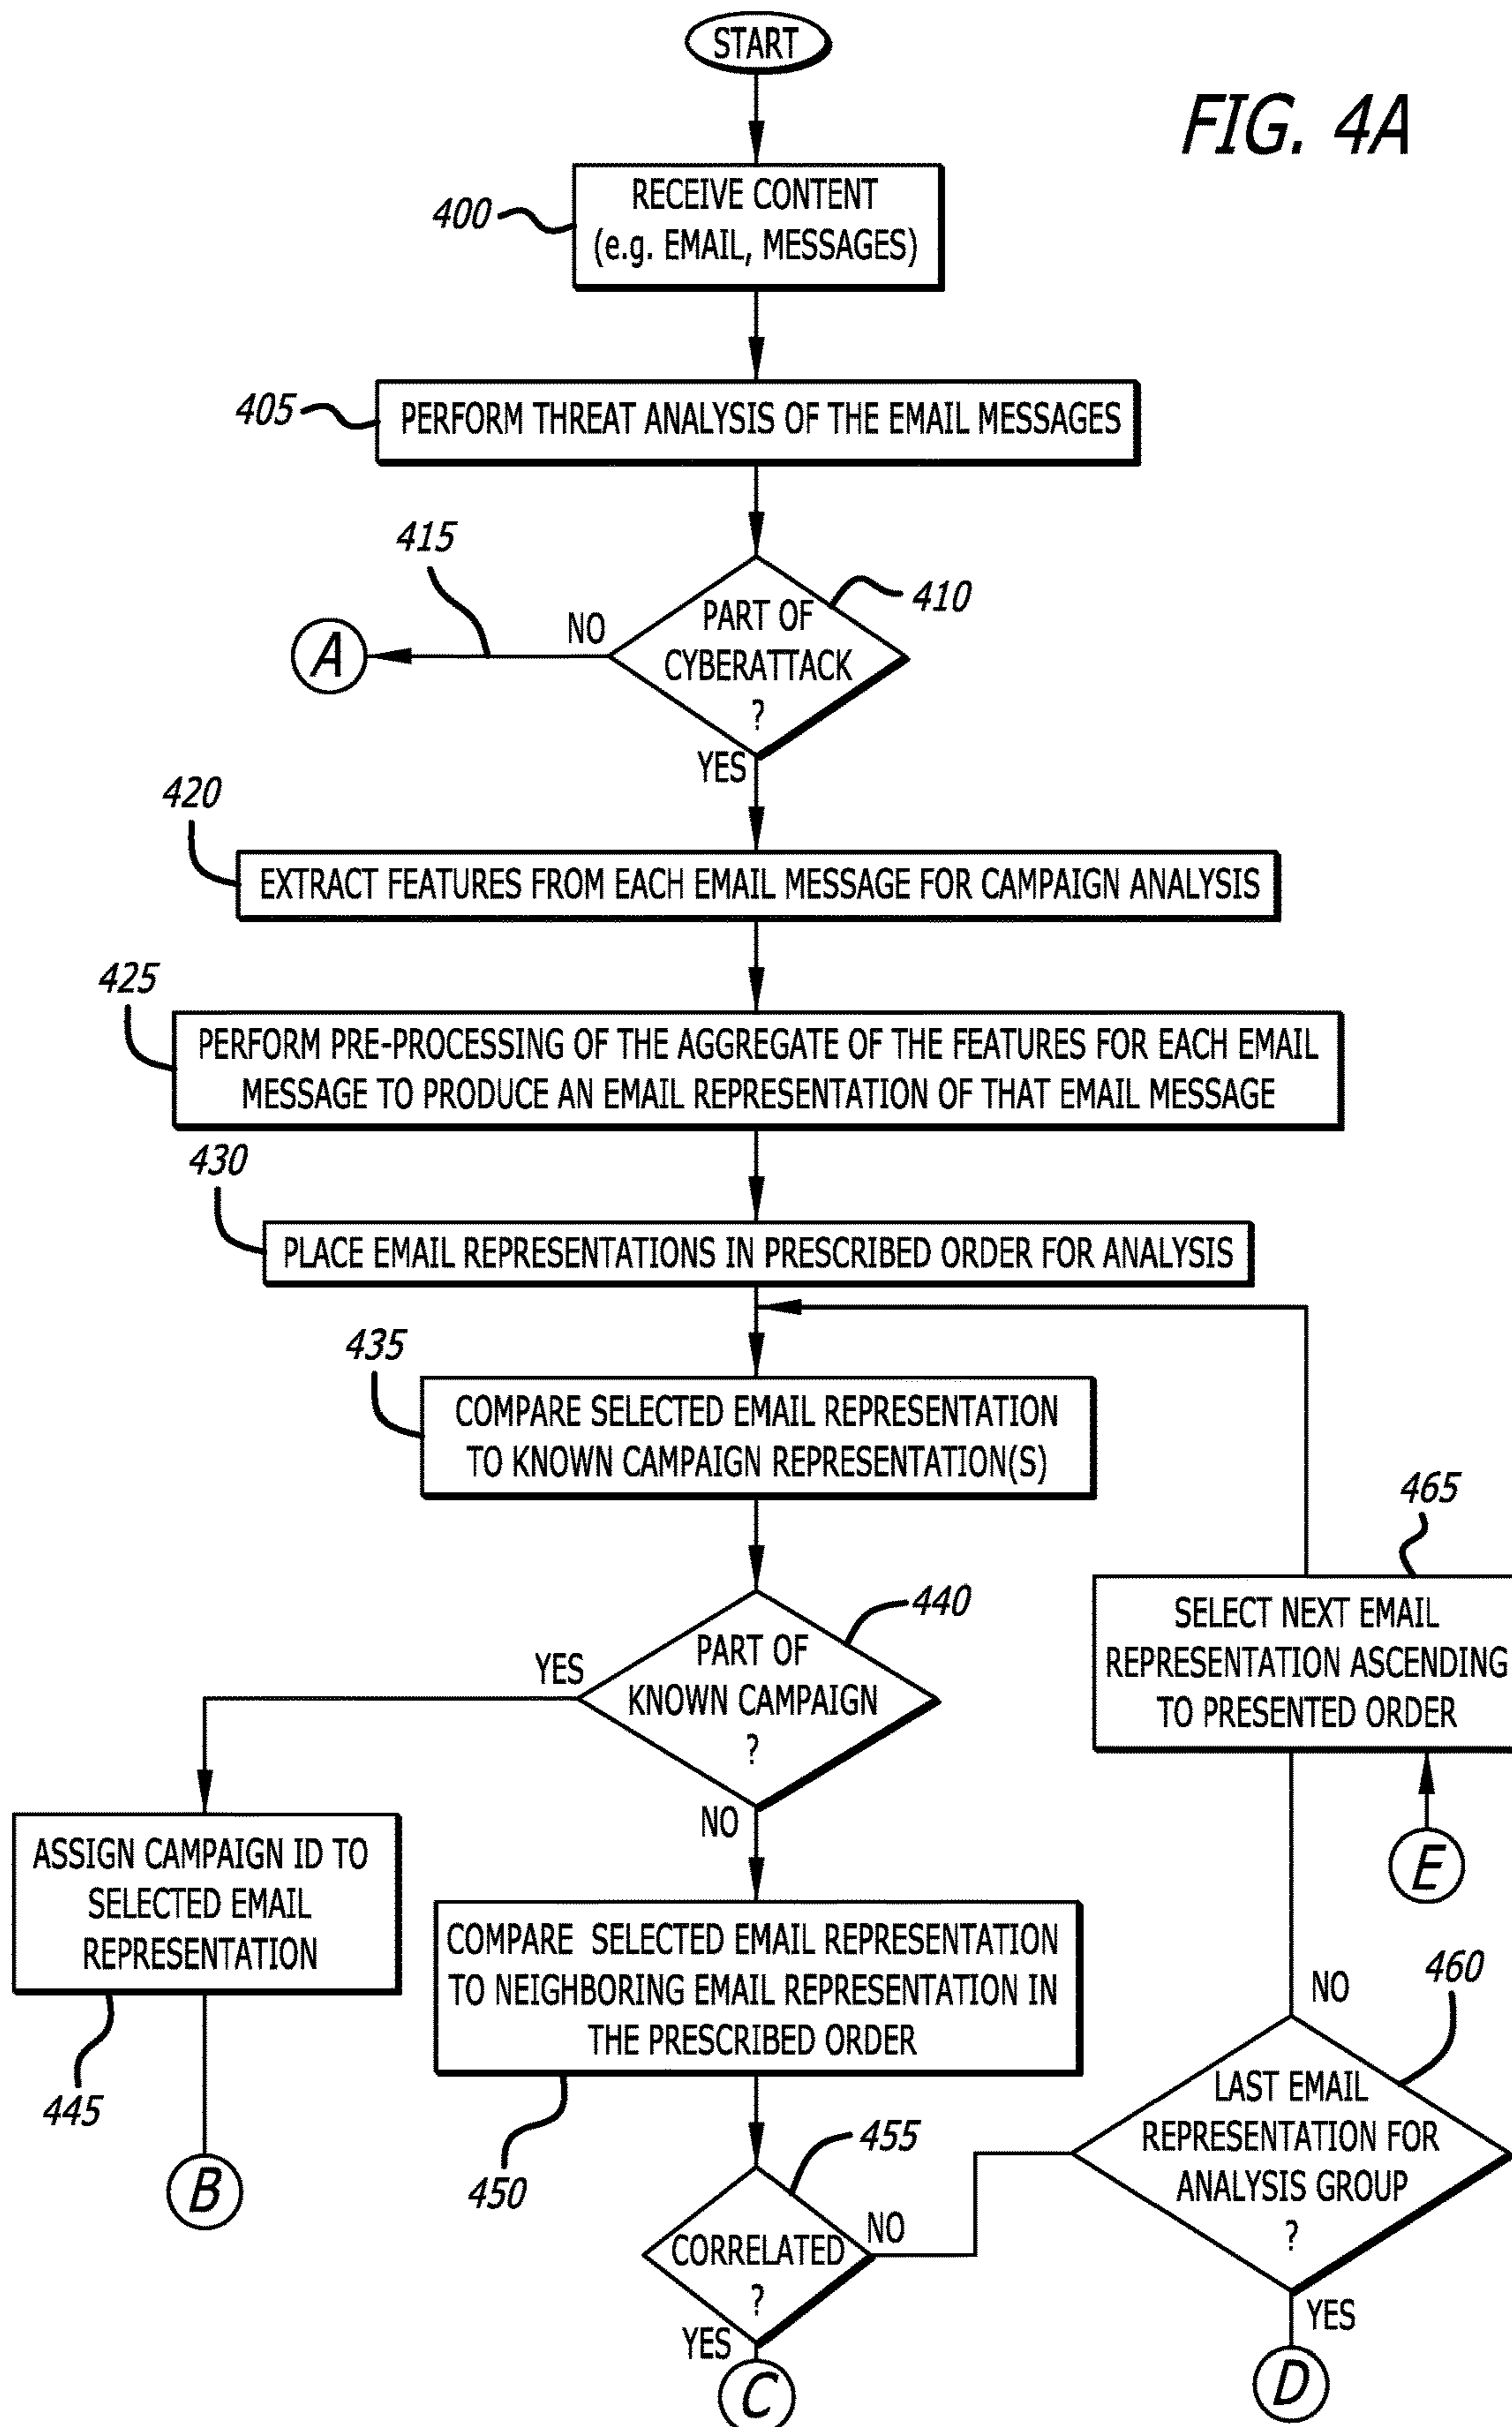 START
FIG. 4A
400
RECEIVE CONTENT
(e.g. EMAIL, MESSAGES)
405
PERFORM THREAT ANALYSIS OF THE EMAIL MESSAGES
415
410
NO
A
PART OF
CYBERATTACK
?
YES
420
EXTRACT FEATURES FROM EACH EMAIL MESSAGE FOR CAMPAIGN ANALYSIS
425
PERFORM PRE-PROCESSING OF THE AGGREGATE OF THE FEATURES FOR EACH EMAIL
MESSAGE TO PRODUCE AN EMAIL REPRESENTATION OF THAT EMAIL MESSAGE
430
PLACE EMAIL REPRESENTATIONS IN PRESCRIBED ORDER FOR ANALYSIS
435
COMPARE SELECTED EMAIL REPRESENTATION
TO KNOWN CAMPAIGN REPRESENTATION(S)
465
SELECT NEXT EMAIL
REPRESENTATION ASCENDING
TO PRESENTED ORDER
440
YES
PART OF
KNOWN CAMPAIGN
?
NO
ASSIGN CAMPAIGN ID TO
SELECTED EMAIL
REPRESENTATION
445
B
E
COMPARE SELECTED EMAIL REPRESENTATION
TO NEIGHBORING EMAIL REPRESENTATION IN
THE PRESCRIBED ORDER
450
NO
460
LAST EMAIL
REPRESENTATION FOR
ANALYSIS GROUP
?
YES
D
455
CORRELATED
?
NO
YES
C